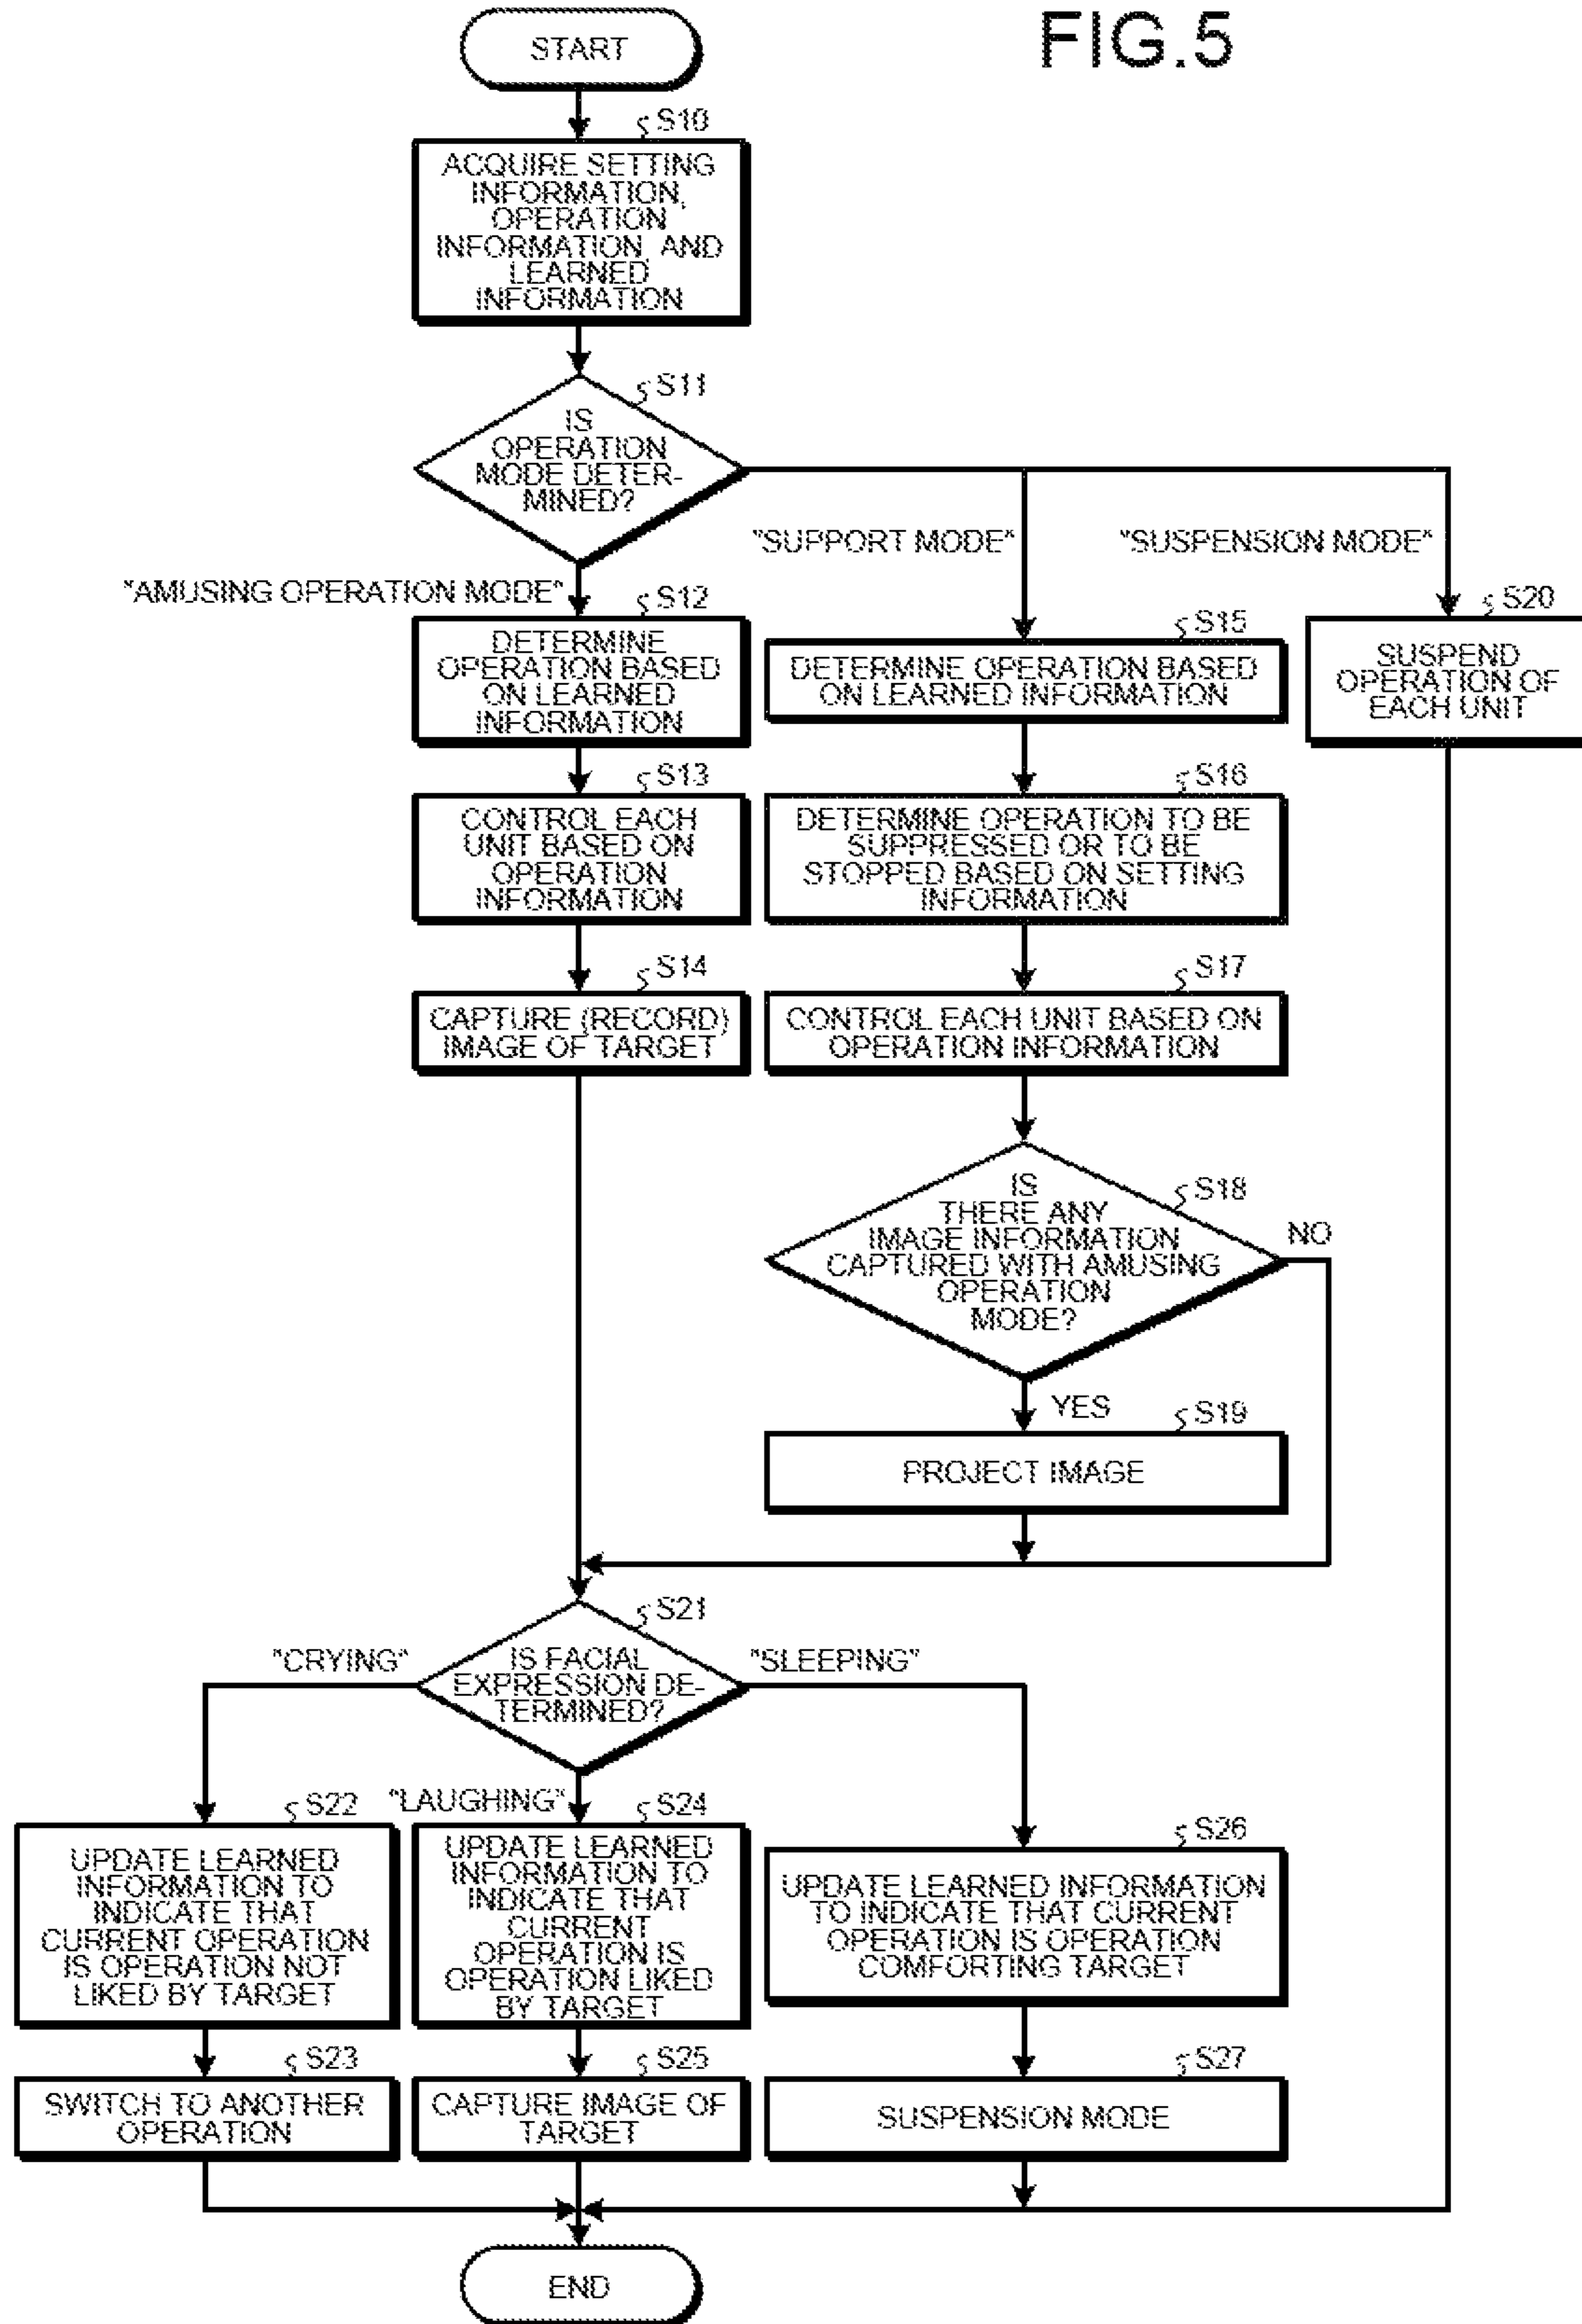 FIG.5
START
S10
ACQUIRE SETTING
INFORMATION,
OPERATION
INFORMATION, AND
LEARNED
INFORMATION
S11
IS
OPERATION
MODE DETER-
MINED?
"AMUSING OPERATION MODE"
"SUPPORT MODE"
"SUSPENSION MODE"
S12
DETERMINE
OPERATION BASED
ON LEARNED
INFORMATION
S13
CONTROL EACH
UNIT BASED ON
OPERATION
INFORMATION
S14
CAPTURE (RECORD)
IMAGE OF TARGET
S15
DETERMINE OPERATION BASED
ON LEARNED INFORMATION
S16
DETERMINE OPERATION TO BE
SUPPRESSED OR TO BE
STOPPED BASED ON SETTING
INFORMATION
S17
CONTROL EACH UNIT BASED ON
OPERATION INFORMATION
S18
IS
THERE ANY
IMAGE INFORMATION
CAPTURED WITH AMUSING
OPERATION
MODE?
NO
YES
S19
PROJECT IMAGE
S20
SUSPEND
OPERATION OF
EACH UNIT
S21
IS FACIAL
EXPRESSION DE-
TERMINED?
"CRYING"
"SLEEPING"
"LAUGHING"
S22
UPDATE LEARNED
INFORMATION TO
INDICATE THAT
CURRENT OPERATION
IS OPERATION NOT
LIKED BY TARGET
S23
SWITCH TO ANOTHER
OPERATION
S24
UPDATE LEARNED
INFORMATION TO
INDICATE THAT
CURRENT
OPERATION IS
OPERATION LIKED
BY TARGET
S25
CAPTURE IMAGE OF
TARGET
S26
UPDATE LEARNED INFORMATION
TO INDICATE THAT CURRENT
OPERATION IS OPERATION
COMFORTING TARGET
S27
SUSPENSION MODE
END